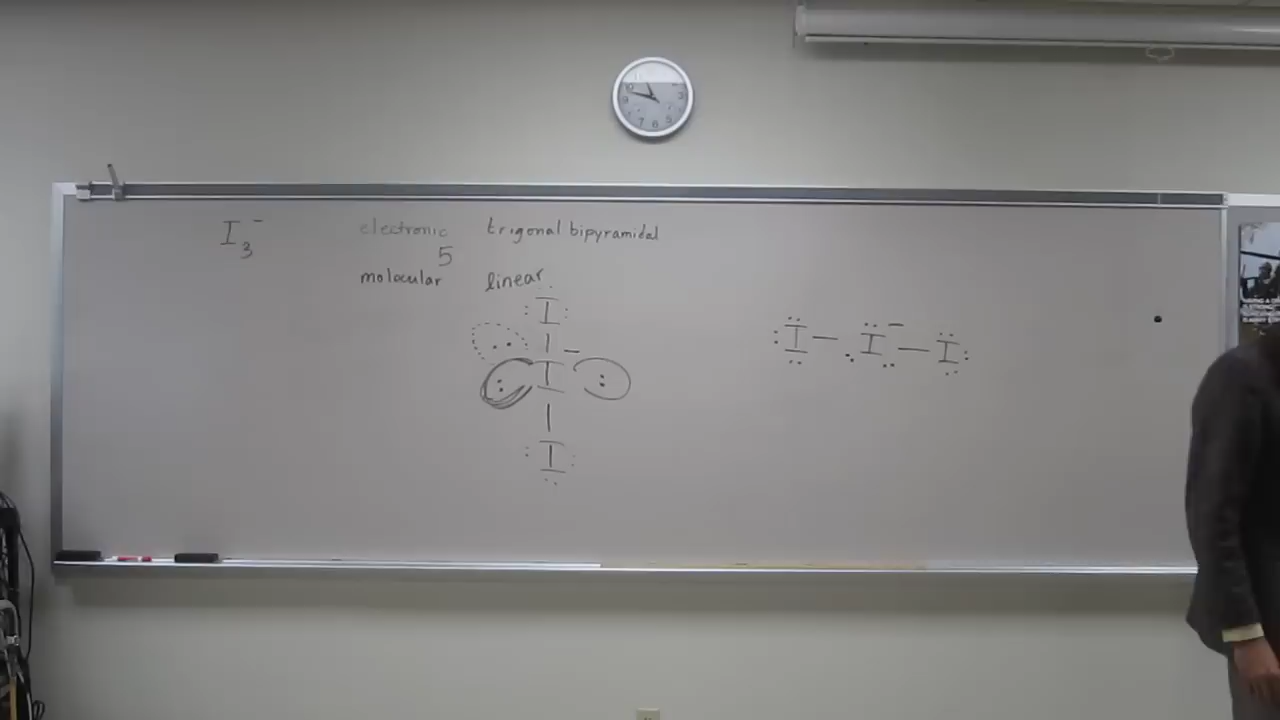 I₃⁻ electronic trigonal bipyramidal
5
molecular linear
I
I⁻
I
I — I⁻ — I